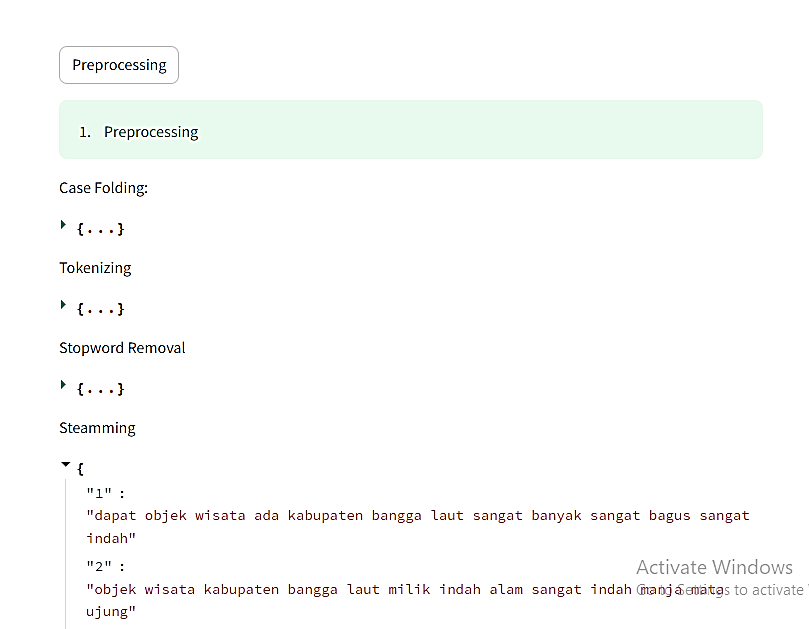 Preprocessing
1. Preprocessing
Case Folding:
{...}
Tokenizing
{...}
Stopword Removal
{...}
Steamming
{
"1" :
"dapat objek wisata ada kabupaten bangga laut sangat banyak sangat bagus sangat
indah"
"2" :
"objek wisata kabupaten bangga laut milik indah alam sangat indah manja mata
ujung"
Activate Windows
Go to Settings to activate